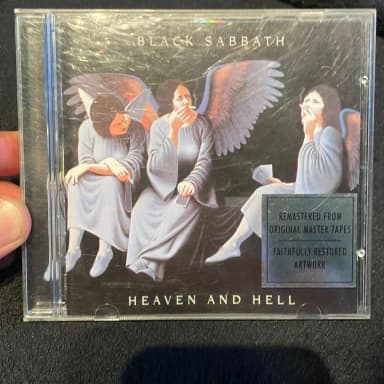 BLACK SABBATH
REMASTERED FROM
ORIGINAL MASTER TAPES
FAITHFULLY RESTORED
ARTWORK
HEAVEN AND HELL